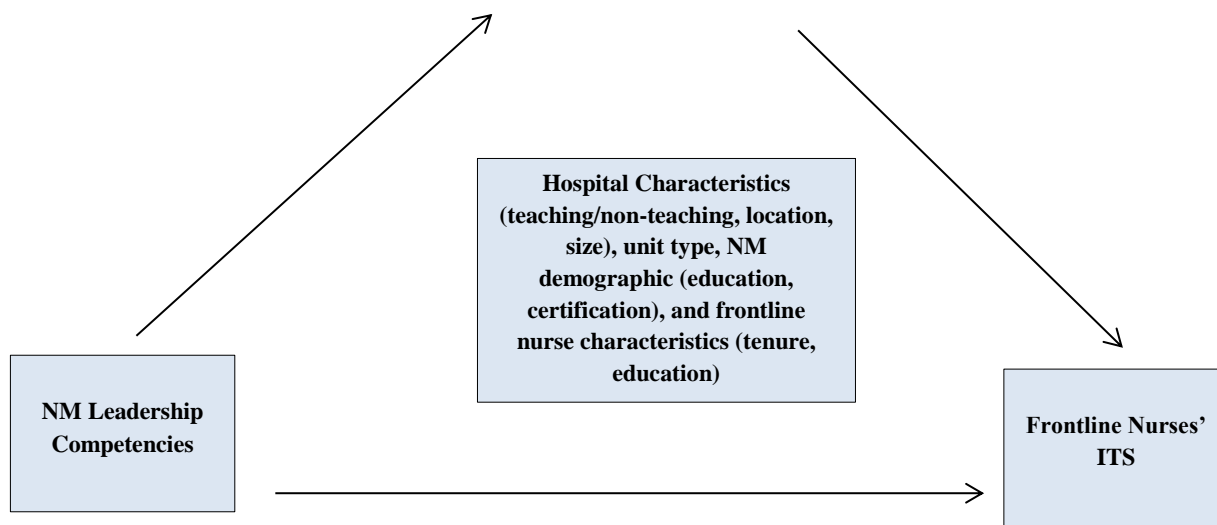 Hospital Characteristics
(teaching/non-teaching, location,
size), unit type, NM
demographic (education,
certification), and frontline
nurse characteristics (tenure,
education)
NM Leadership
Competencies
Frontline Nurses’
ITS